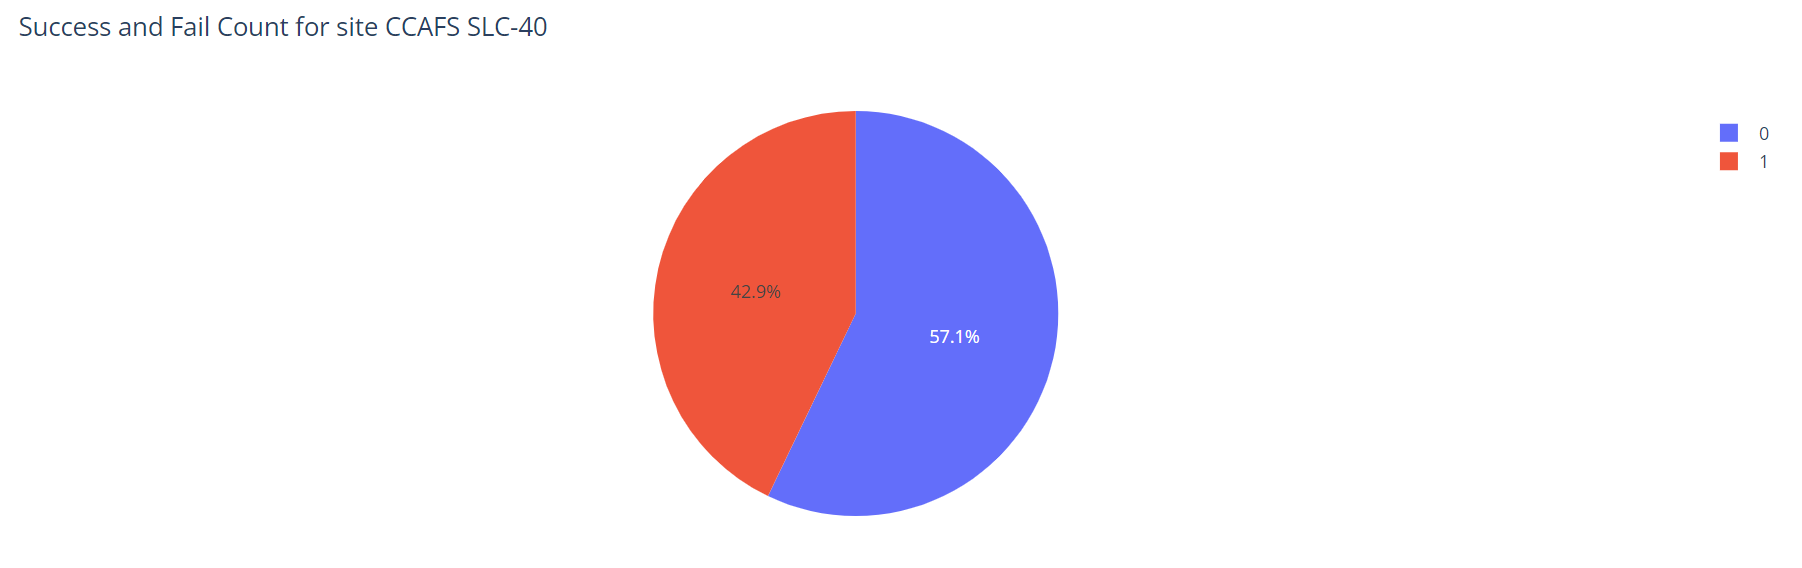 Success and Fail Count for site CCAFS SLC-40
0
1
42.9%
57.1%